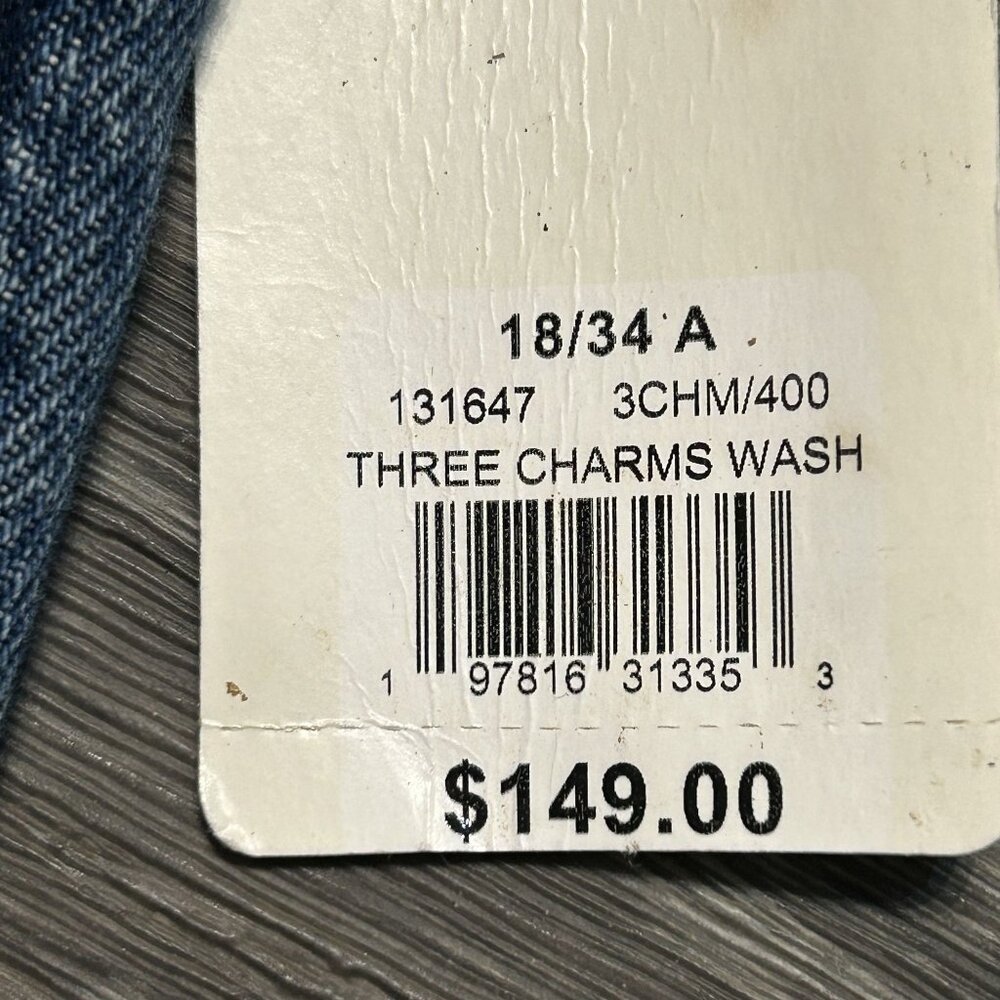 18/34 A
131647 3CHM/400
THREE CHARMS WASH
1 97816 31335 3
$149.00